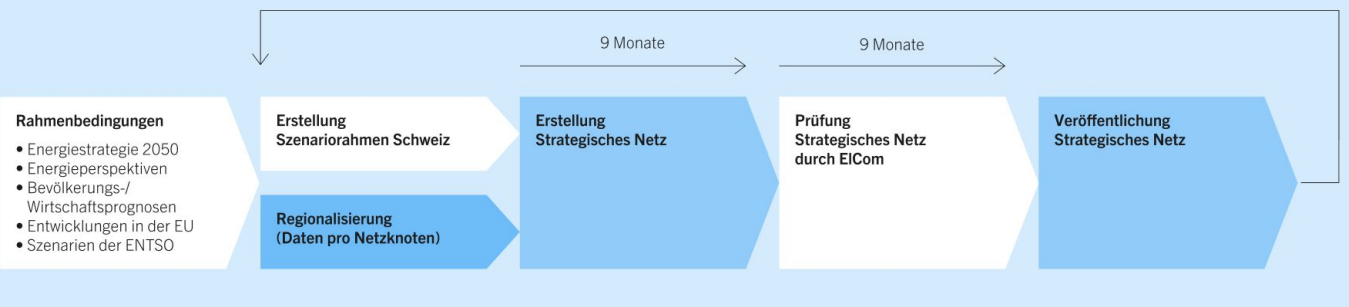 9 Monate
9 Monate
Rahmenbedingungen
• Energiestrategie 2050
• Energieperspektiven
• Bevölkerungs-/
Wirtschaftsprognosen
• Entwicklungen in der EU
• Szenarien der ENTSO
Erstellung
Szenariorahmen Schweiz
Regionalisierung
(Daten pro Netzknoten)
Erstellung
Strategisches Netz
Prüfung
Strategisches Netz
durch ElCom
Veröffentlichung
Strategisches Netz